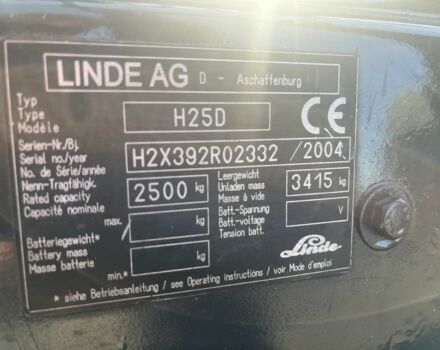 LINDE AG D - Aschaffenburg
Typ
Type
Modèle
H25D
CE
Serien-Nr./Bj.
Serial no./year
No. de Série/année
H2X392R02332 / 2004
Nenn-Tragfähigk.
Rated capacity
Capacité nominale
2500 kg
Leergewicht
Unladen mass
Masse à vide
3415 kg
Batteriegewicht*
Battery mass
Masse batterie
max. kg
min.* kg
Batt.-Spannung
Batt.-voltage
Tension batt.
V
Linde
* siehe Betriebsanleitung / see Operating instructions / voir Mode d'emploi